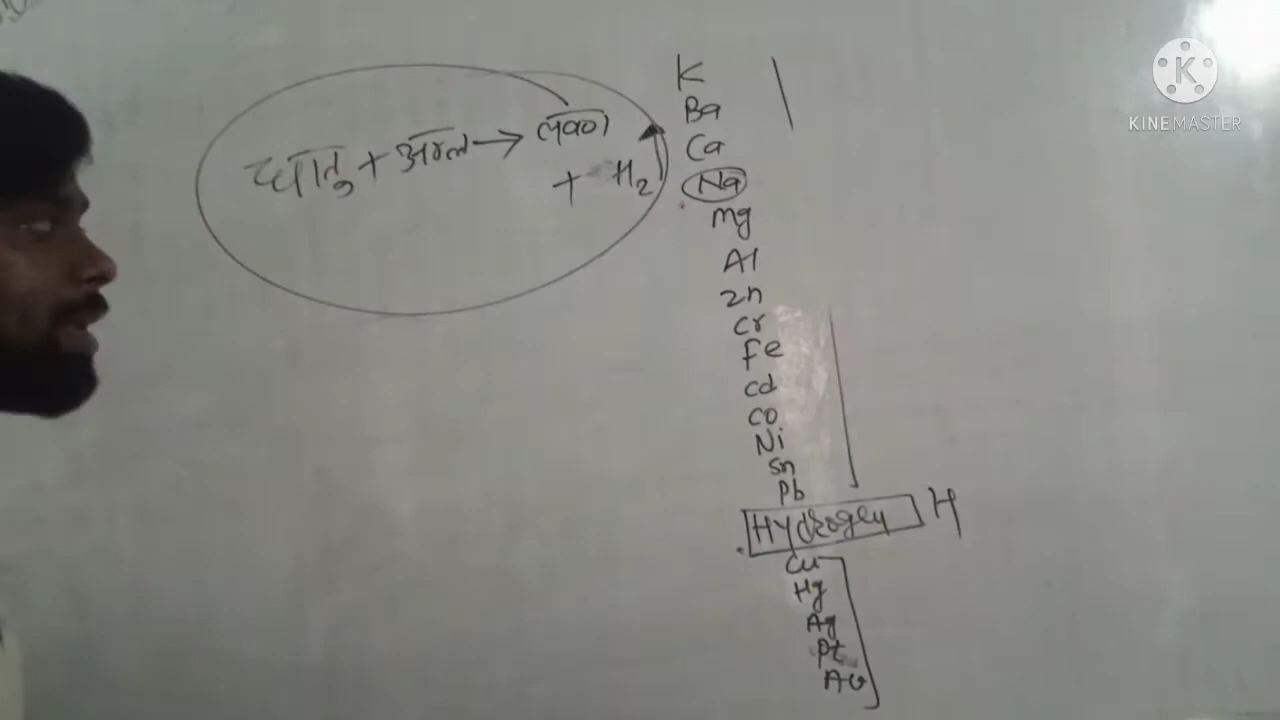 धातु + अम्ल → लवण
+ H₂
K
Ba
Ca
Na
Mg
Al
Zn
Cr
Fe
Cd
Co
Ni
Sn
Pb
Hydrogen H
Cu
Hg
Ag
Pt
Au
K
KINEMASTER